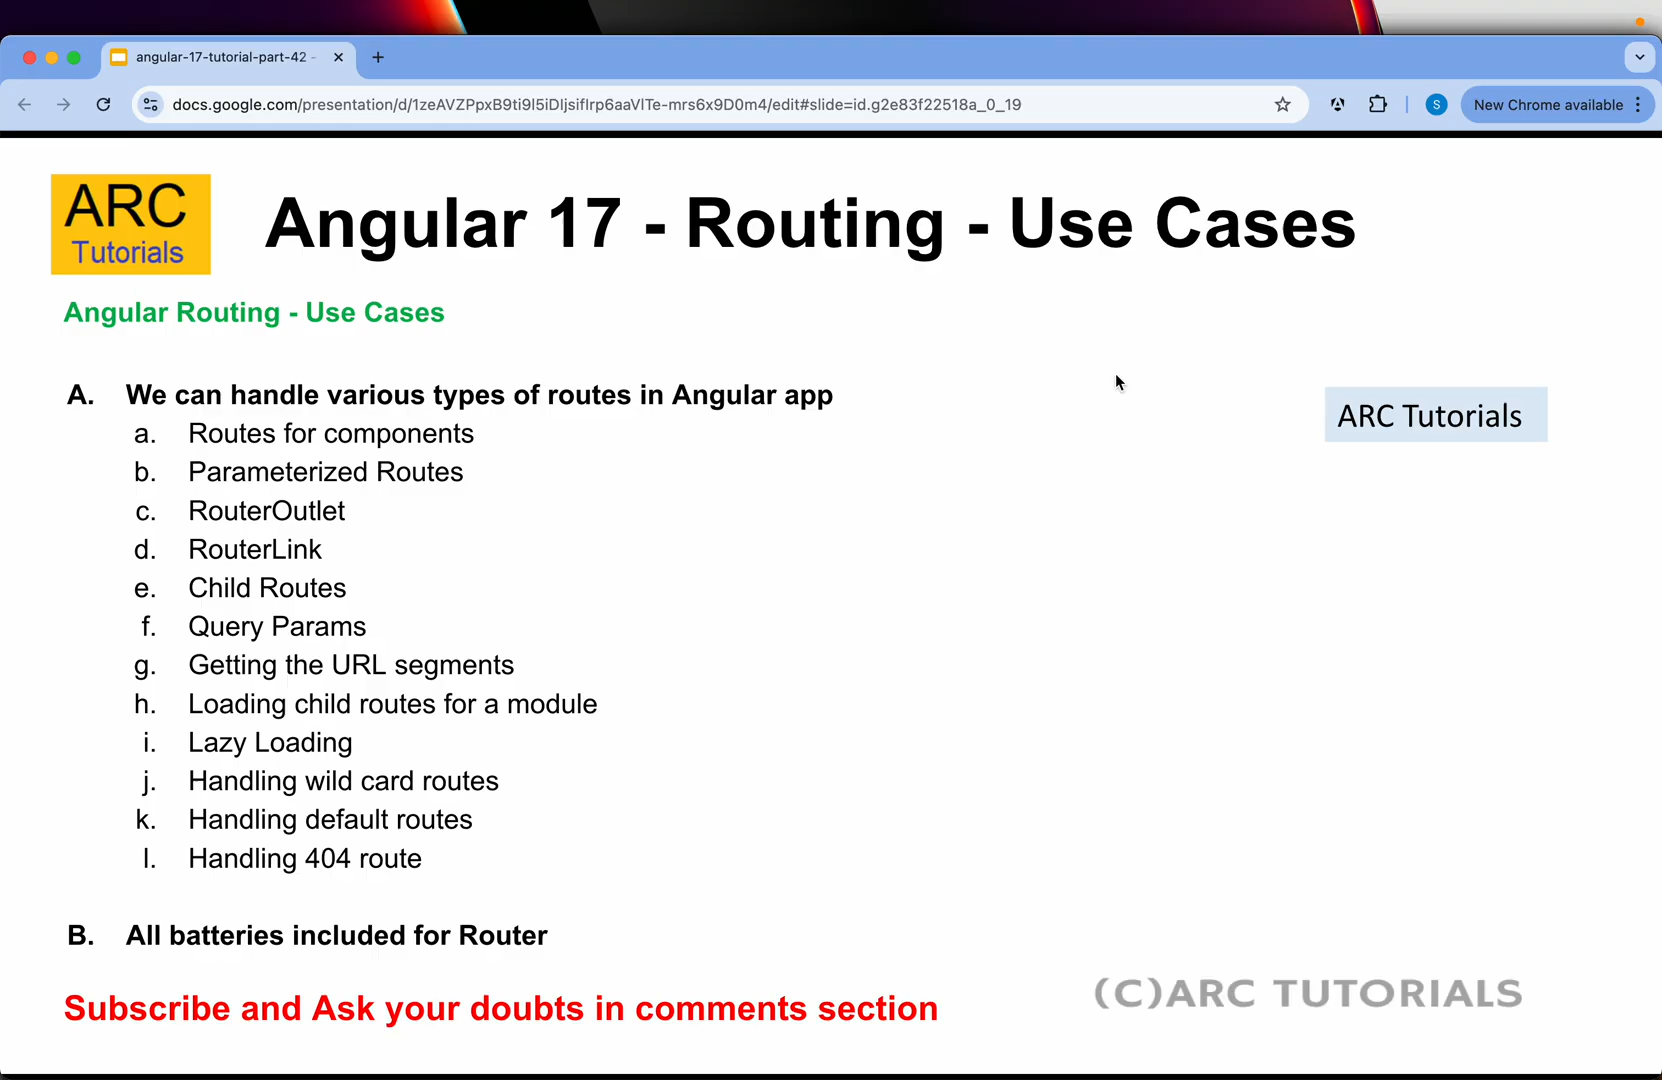 angular-17-tutorial-part-42 -
docs.google.com/presentation/d/1zeAVZPpxB9ti9l5iDljsiflrp6aaVlTe-mrs6x9D0m4/edit#slide=id.g2e83f22518a_0_19
S
New Chrome available
ARC
Tutorials
Angular 17 - Routing - Use Cases
Angular Routing - Use Cases
A. We can handle various types of routes in Angular app
a. Routes for components
b. Parameterized Routes
c. RouterOutlet
d. RouterLink
e. Child Routes
f. Query Params
g. Getting the URL segments
h. Loading child routes for a module
i. Lazy Loading
j. Handling wild card routes
k. Handling default routes
l. Handling 404 route
ARC Tutorials
B. All batteries included for Router
Subscribe and Ask your doubts in comments section
(C)ARC TUTORIALS